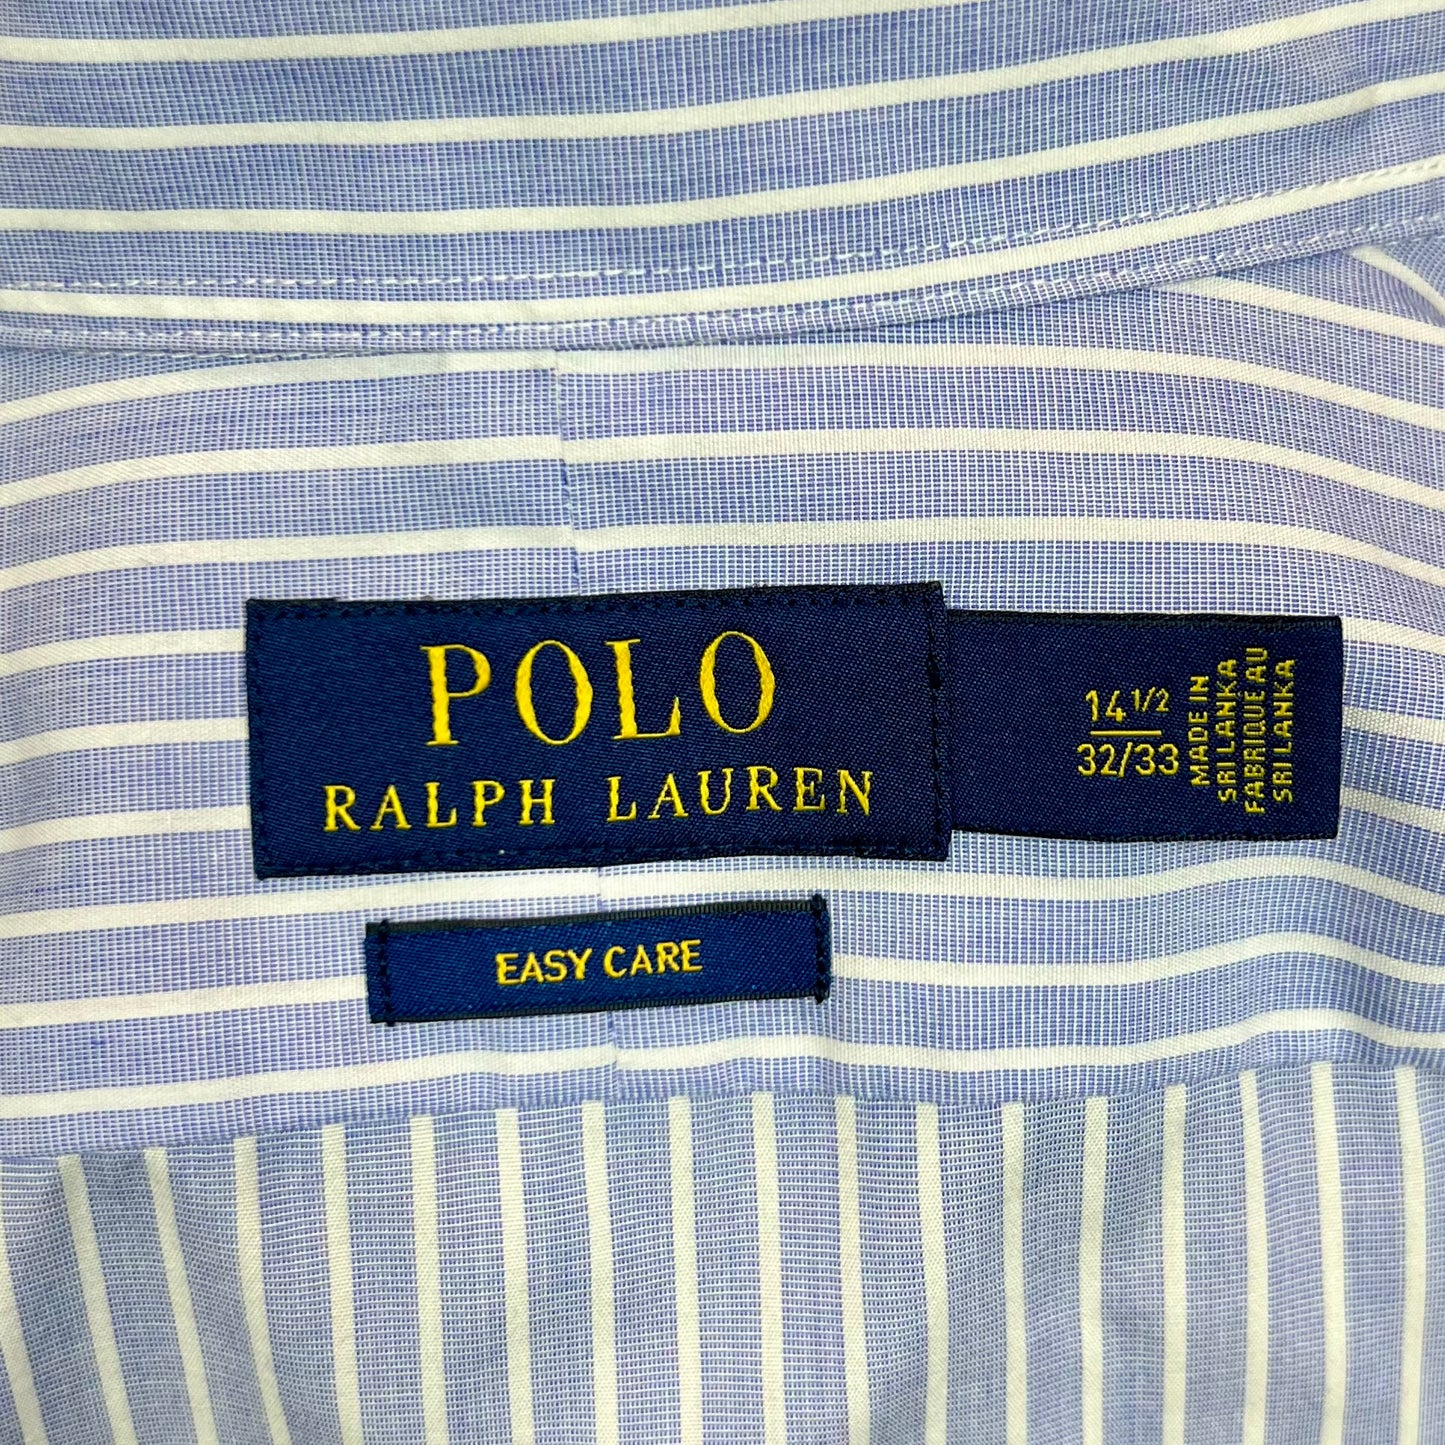 POLO
RALPH LAUREN
14 1/2
32/33
MADE IN
SRI LANKA
FABRIQUE AU
SRI LANKA
EASY CARE